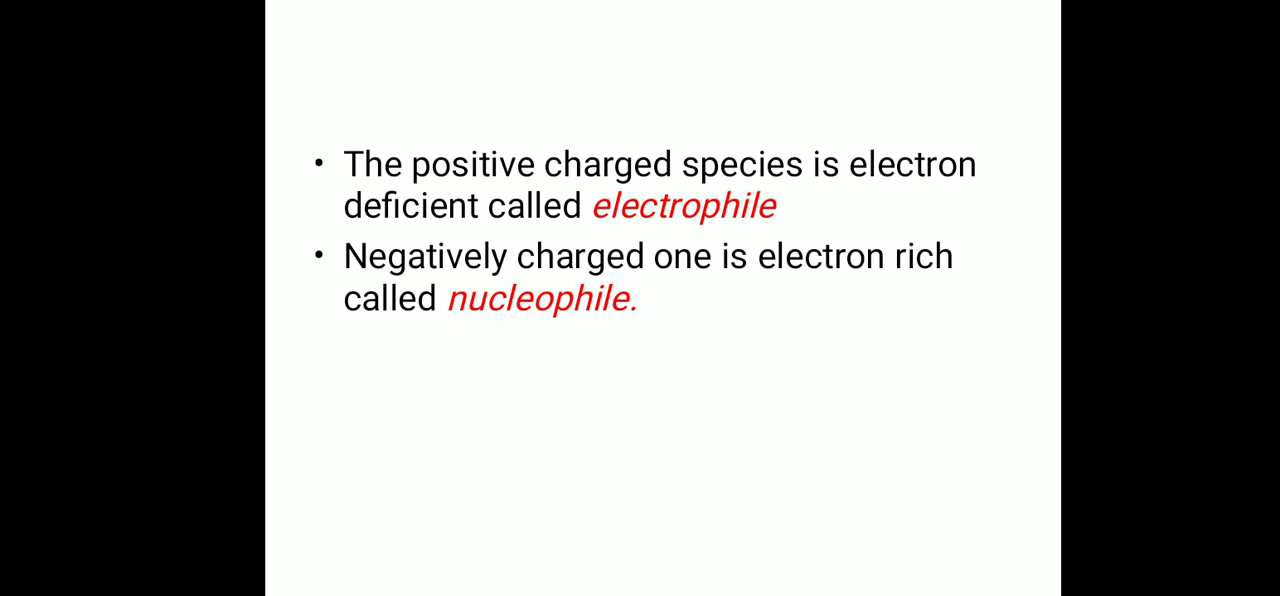 • The positive charged species is electron
deficient called electrophile
• Negatively charged one is electron rich
called nucleophile.